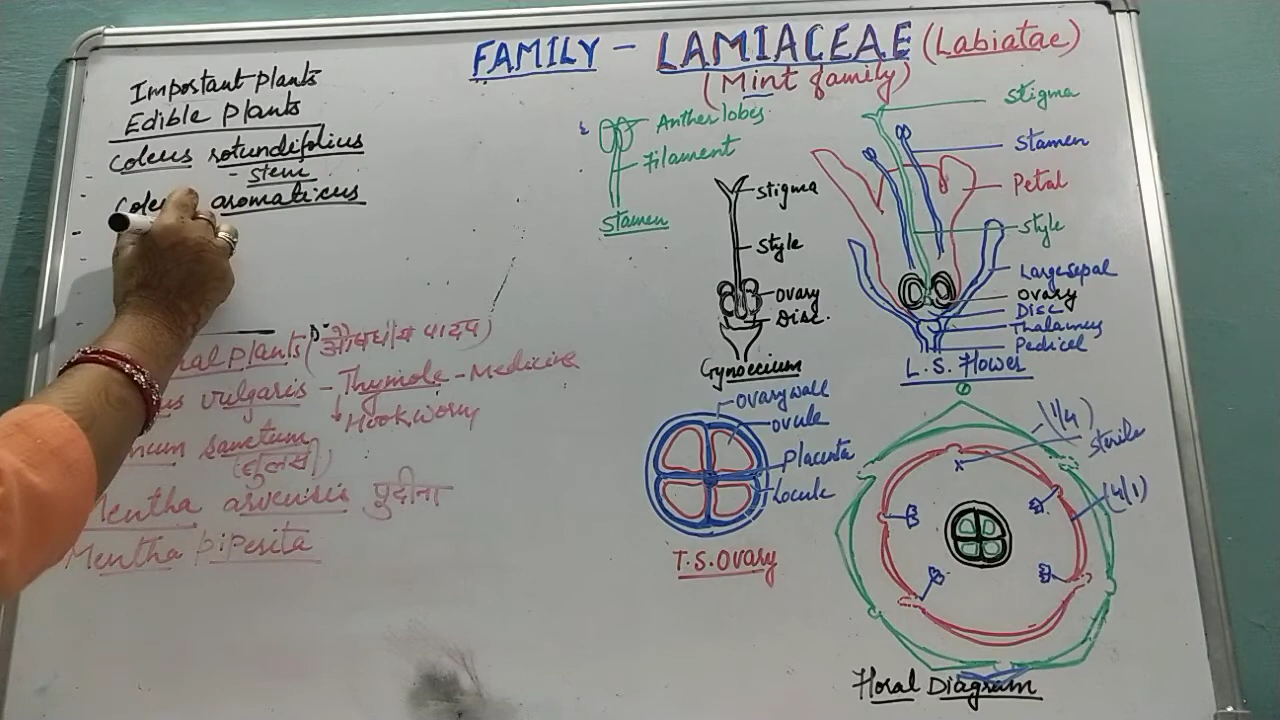 FAMILY - LAMIACEAE (Labiatae)
(Mint family)
Important plants
Edible Plants
Coleus rotundifolius
- stem
aromaticus
plants (औषधीय पादप)
vulgaris - Thymole - Medicine
Hookworm
sanctum
(तुलसी)
Mentha arvensis पुदीना
Mentha piperita
Anther lobes
Filament
Stamen
stigma
style
ovary
Disc.
Gynoecium
Stigma
Stamen
Petal
style
Large sepal
ovary
Disc
Thalamus
Pedicel
L.S. Flower
ovary wall
ovule
placenta
Locule
T.S. Ovary
(1/4)
sterile
(4/1)
Floral Diagram